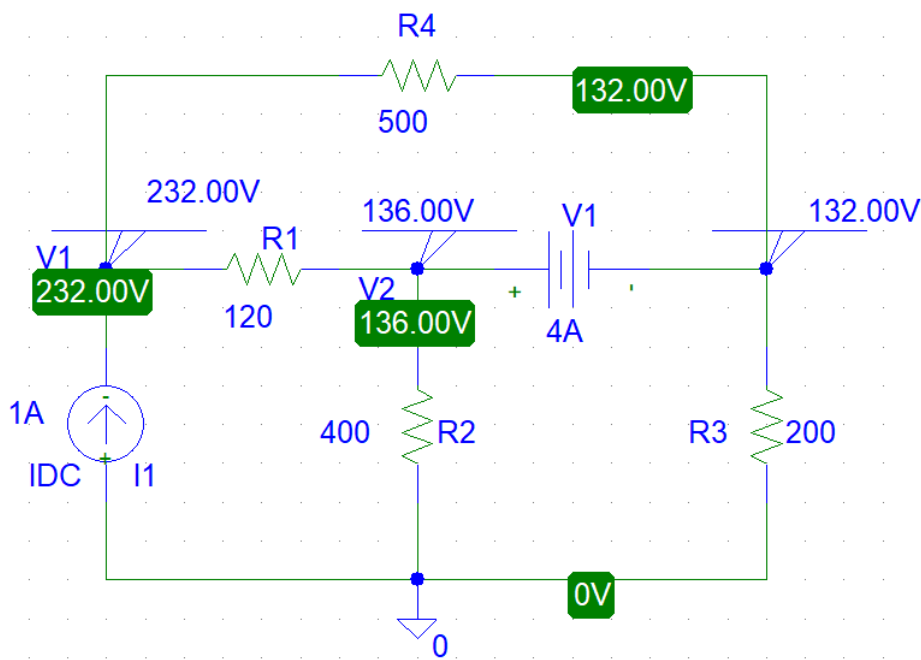 R4
500
132.00V
232.00V
136.00V
V1
132.00V
R1
V1
232.00V
120
V2
136.00V
+
-
4A
1A
-
+
IDC
I1
400
R2
R3
200
0V
0